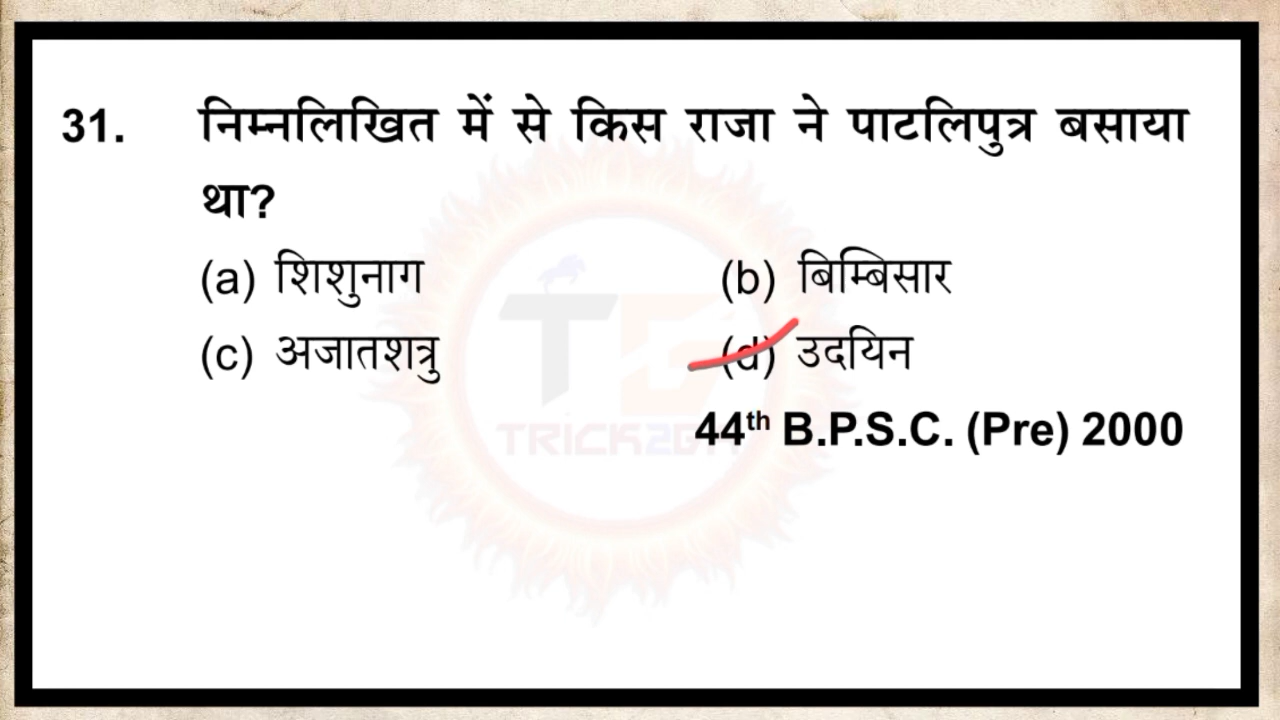 31. निम्नलिखित में से किस राजा ने पाटलिपुत्र बसाया
था?
(a) शिशुनाग (b) बिम्बिसार
(c) अजातशत्रु (d) उदयिन
44th B.P.S.C. (Pre) 2000